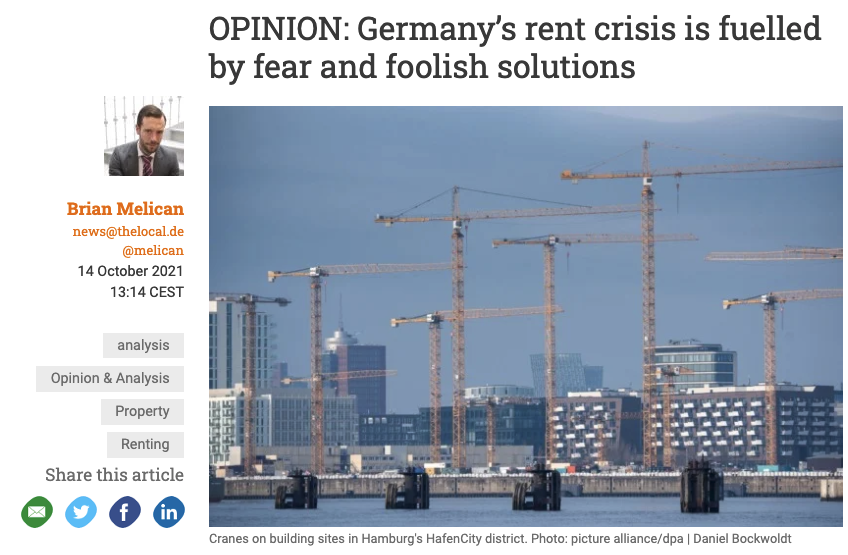 OPINION: Germany’s rent crisis is fuelled
by fear and foolish solutions
Brian Melican
news@thelocal.de
@melican
14 October 2021
13:14 CEST
analysis
Opinion & Analysis
Property
Renting
Share this article
Cranes on building sites in Hamburg's HafenCity district. Photo: picture alliance/dpa | Daniel Bockwoldt